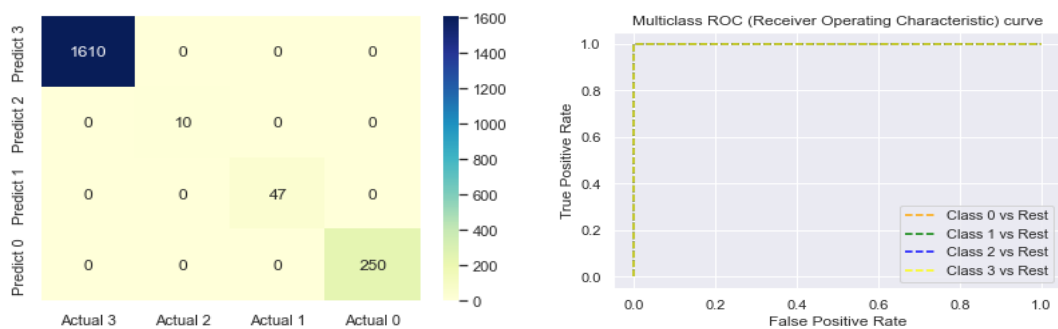 Predict 3
1610 0 0 0
Predict 2
0 10 0 0
Predict 1
0 0 47 0
Predict 0
0 0 0 250
Actual 3 Actual 2 Actual 1 Actual 0
1600
1400
1200
1000
800
600
400
200
0
Multiclass ROC (Receiver Operating Characteristic) curve
True Positive Rate
1.0
0.8
0.6
0.4
0.2
0.0
Class 0 vs Rest
Class 1 vs Rest
Class 2 vs Rest
Class 3 vs Rest
0.0 0.2 0.4 0.6 0.8 1.0
False Positive Rate